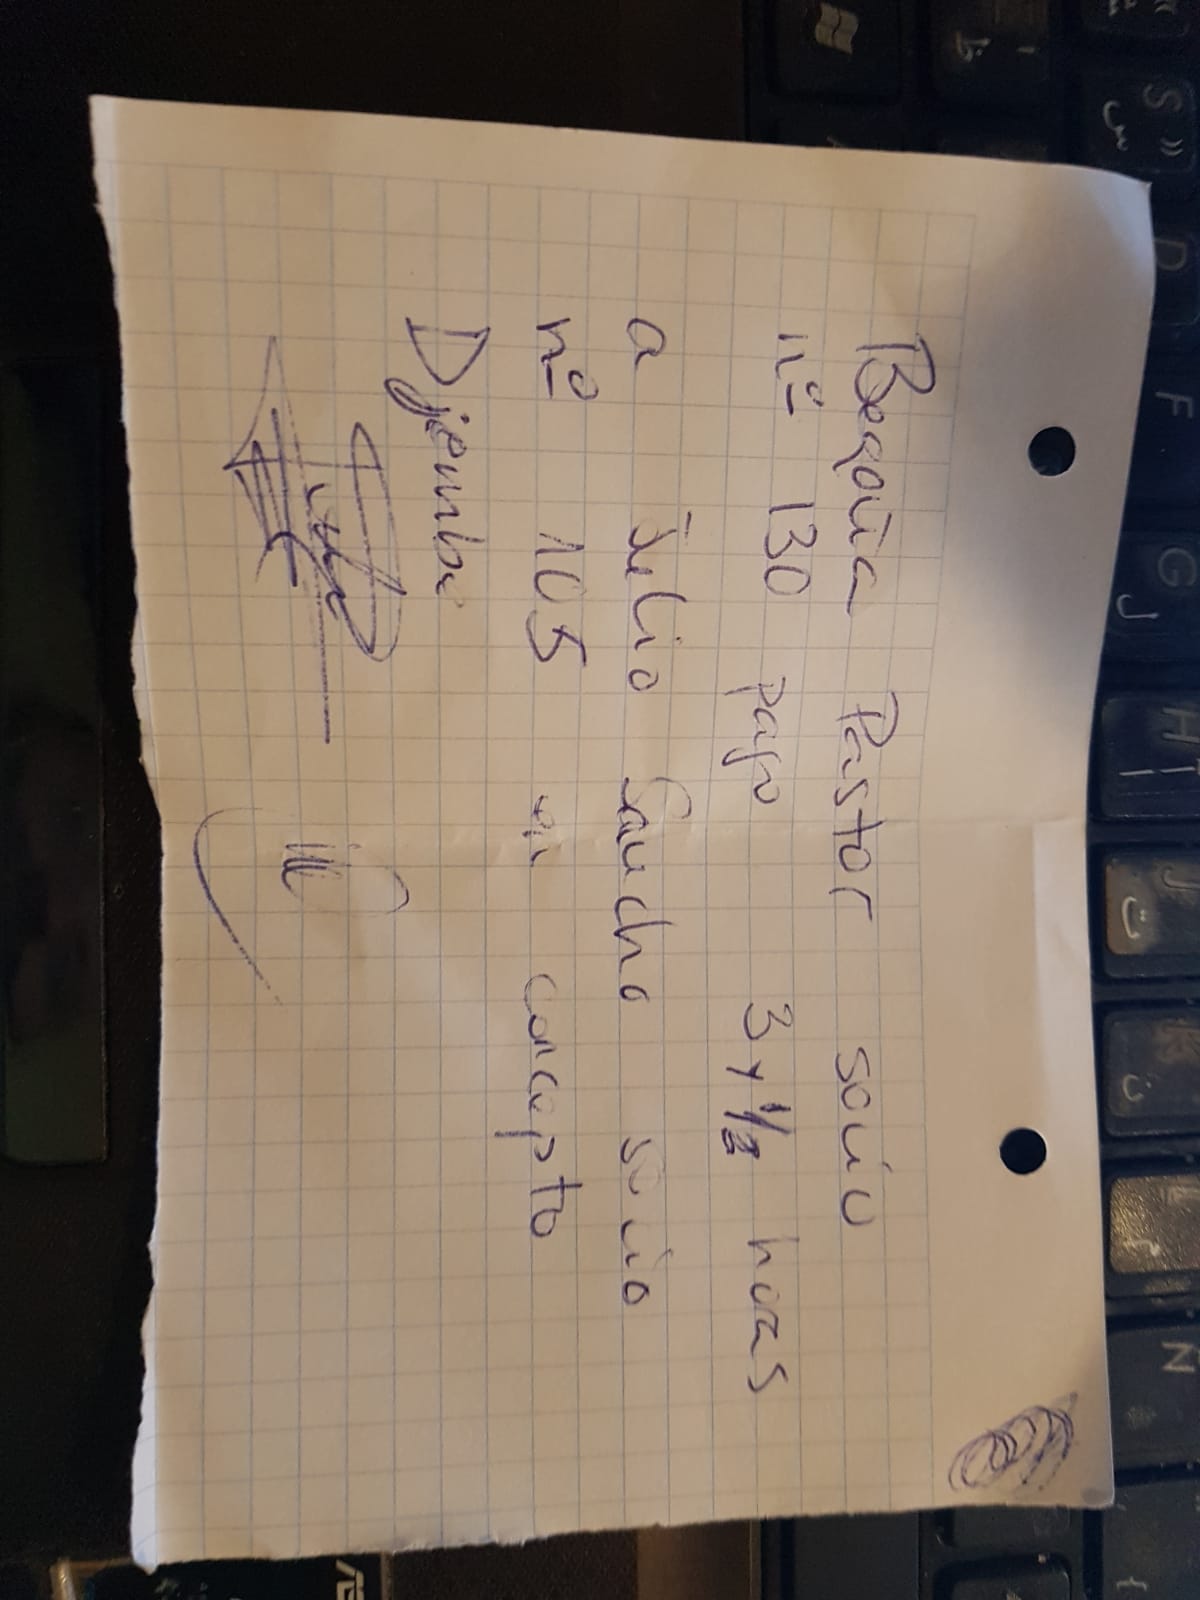 Begoña Pastor socio
nº 130 pago 3 y 1/2 horas
a Julio Sancho socio
nº 105 en concepto
Djembe